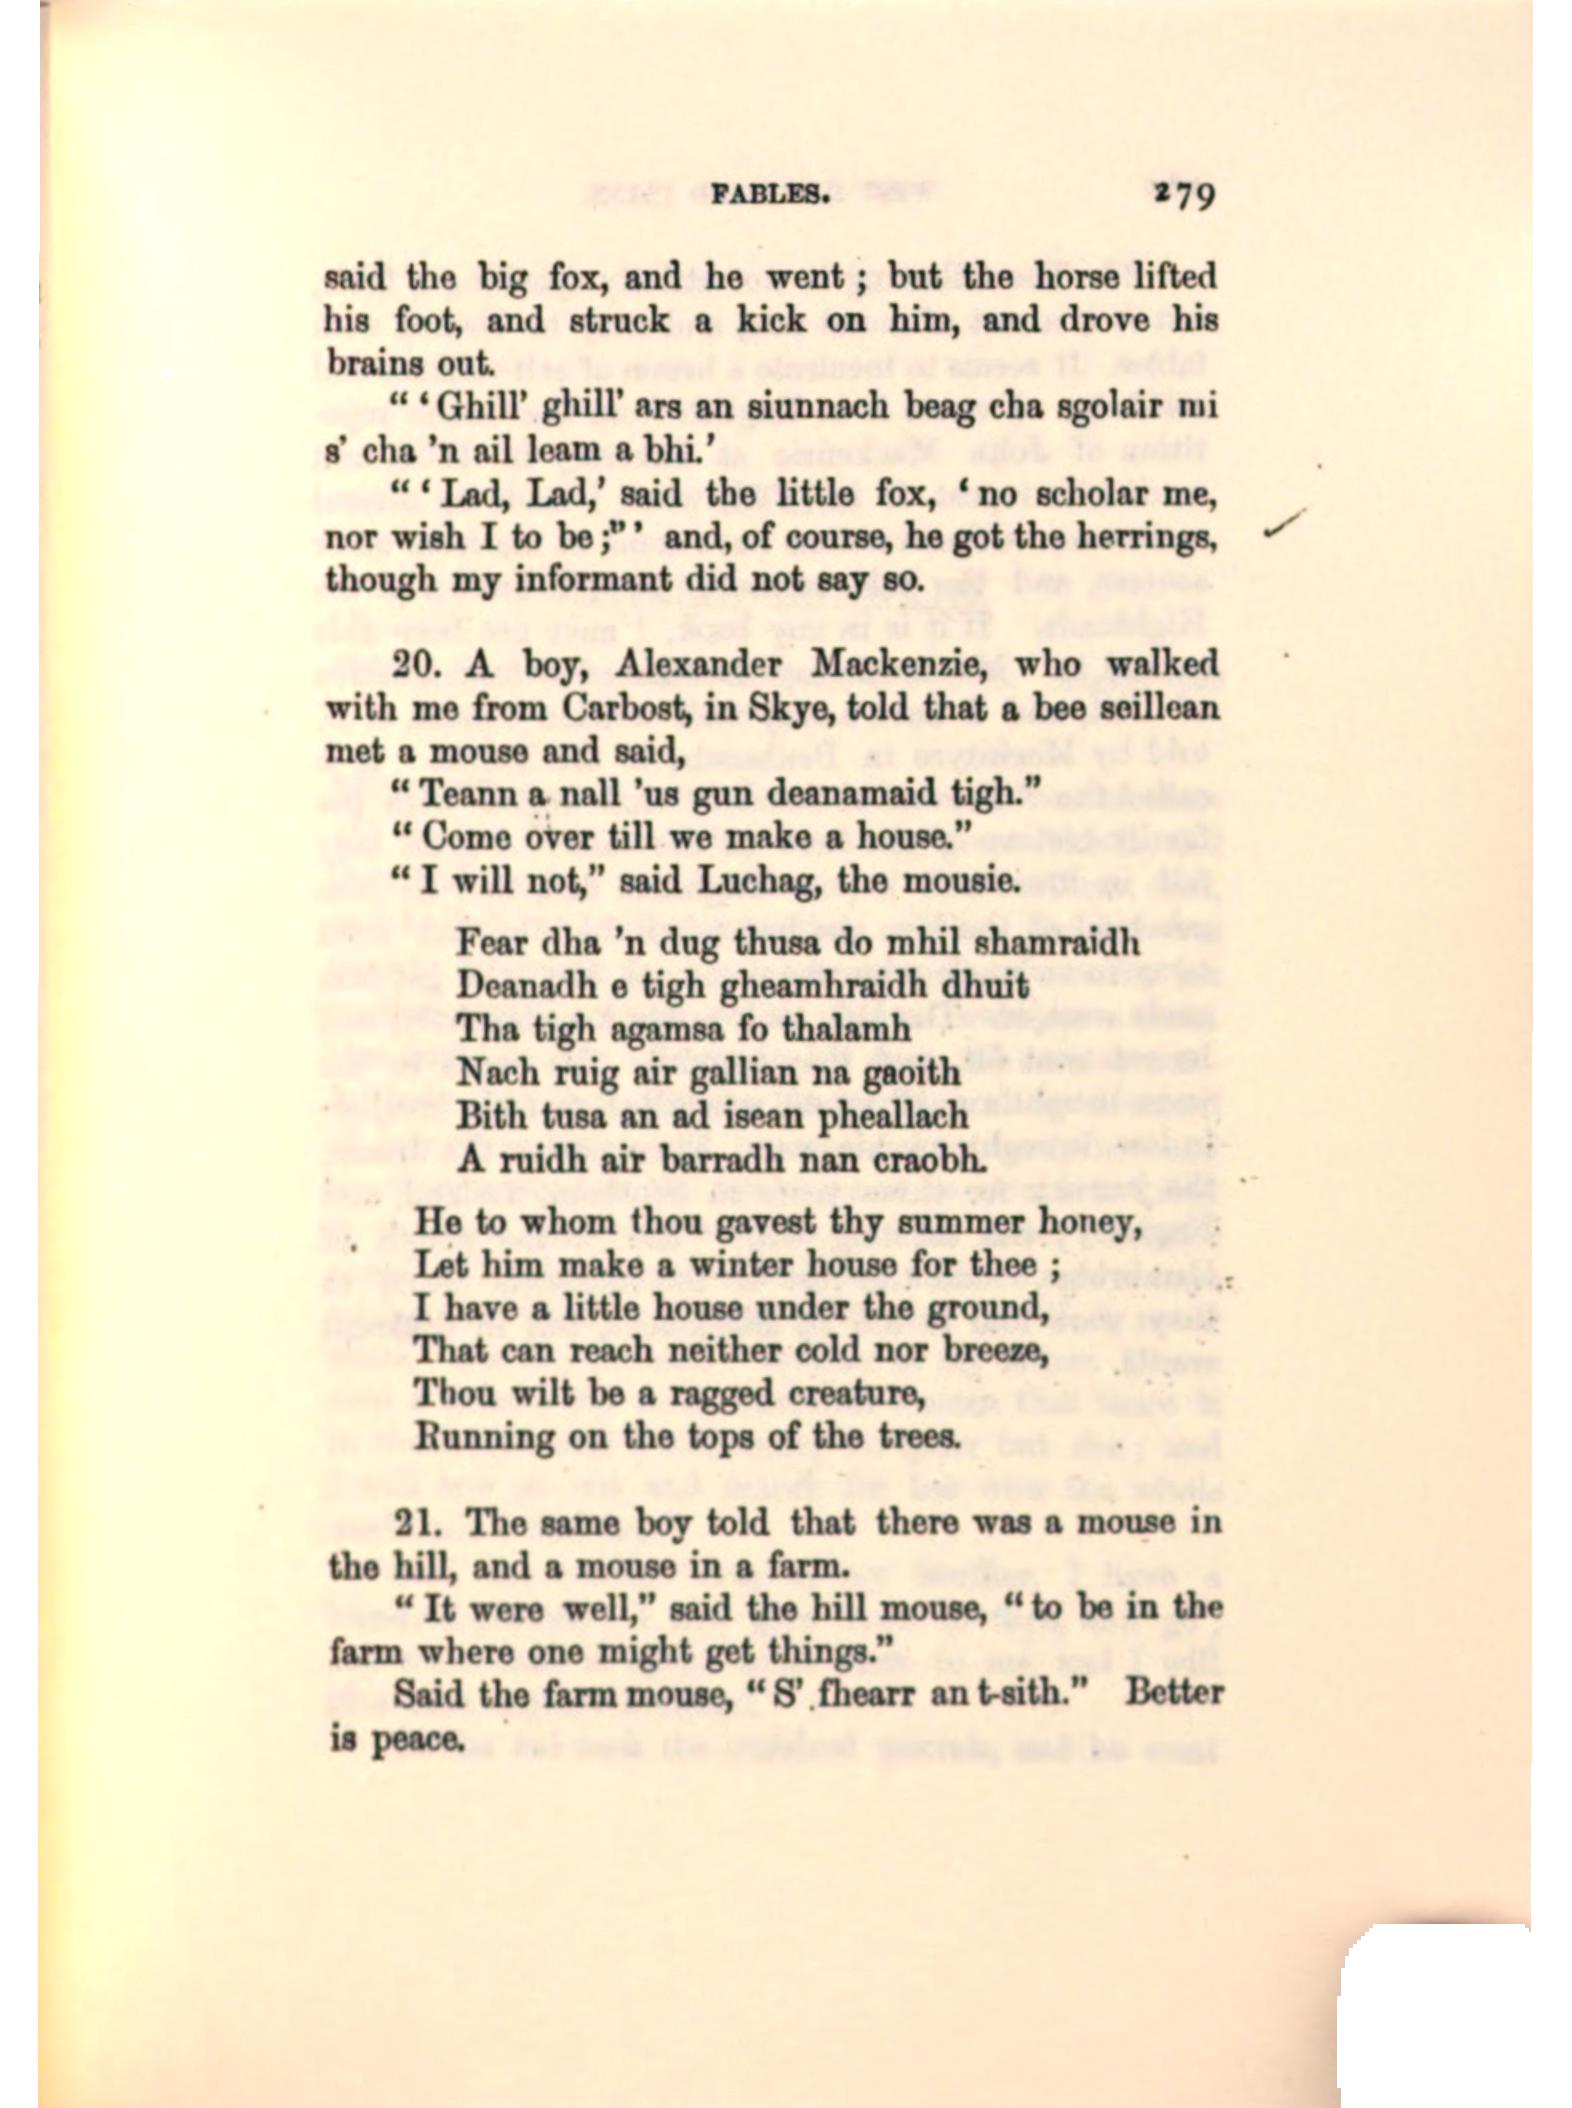 FABLES. 279
said the big fox, and he went ; but the horse lifted
his foot, and struck a kick on him, and drove his
brains out.
“ ‘ Ghill’ ghill’ ars an siunnach beag cha sgolair mi
s’ cha ’n ail leam a bhi.’
“ ‘ Lad, Lad,’ said the little fox, ‘ no scholar me,
nor wish I to be ;” ’ and, of course, he got the herrings,
though my informant did not say so.
20. A boy, Alexander Mackenzie, who walked
with me from Carbost, in Skye, told that a bee seillean
met a mouse and said,
“ Teann a nall ’us gun deanamaid tigh.”
“ Come over till we make a house.”
“ I will not,” said Luchag, the mousie.
Fear dha ’n dug thusa do mhil shamraidh
Deanadh e tigh gheamhraidh dhuit
Tha tigh agamsa fo thalamh
Nach ruig air gallian na gaoith
Bith tusa an ad isean pheallach
A ruidh air barradh nan craobh.
He to whom thou gavest thy summer honey,
Let him make a winter house for thee ;
I have a little house under the ground,
That can reach neither cold nor breeze,
Thou wilt be a ragged creature,
Running on the tops of the trees.
21. The same boy told that there was a mouse in
the hill, and a mouse in a farm.
“ It were well,” said the hill mouse, “ to be in the
farm where one might get things.”
Said the farm mouse, “ S’ fhearr an t-sith.” Better
is peace.